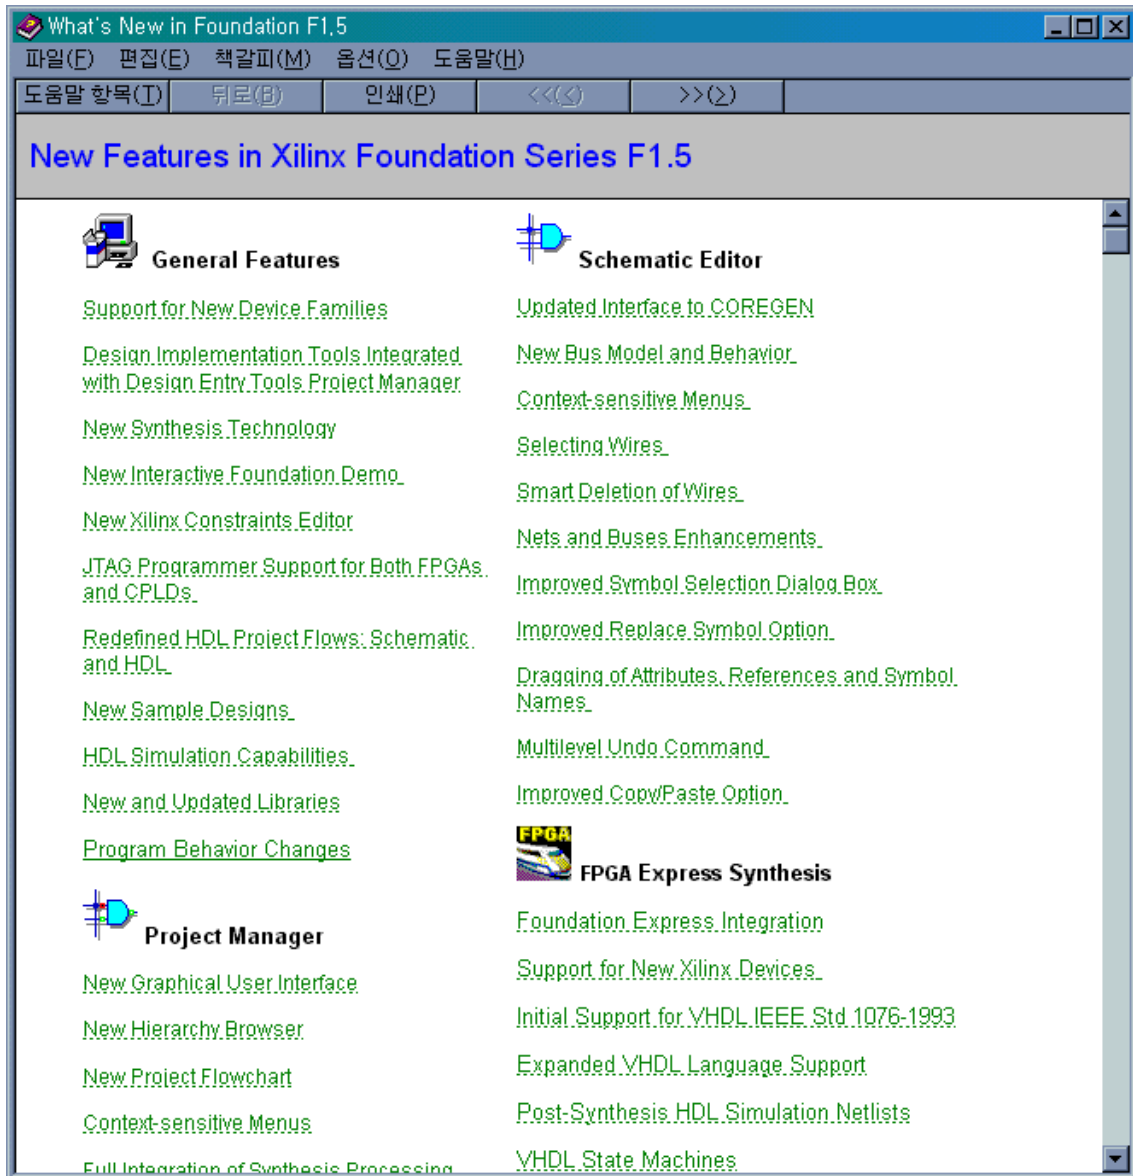 What's New in Foundation F1.5
파일(F) 편집(E) 책갈피(M) 옵션(O) 도움말(H)
도움말 항목(T) 뒤로(B) 인쇄(P) <<(<) >>(>)
New Features in Xilinx Foundation Series F1.5
General Features
Support for New Device Families
Design Implementation Tools Integrated
with Design Entry Tools Project Manager
New Synthesis Technology
New Interactive Foundation Demo
New Xilinx Constraints Editor
JTAG Programmer Support for Both FPGAs
and CPLDs
Redefined HDL Project Flows: Schematic
and HDL
New Sample Designs
HDL Simulation Capabilities
New and Updated Libraries
Program Behavior Changes
Project Manager
New Graphical User Interface
New Hierarchy Browser
New Project Flowchart
Context-sensitive Menus
Full Integration of Synthesis Processing
Schematic Editor
Updated Interface to COREGEN
New Bus Model and Behavior
Context-sensitive Menus
Selecting Wires
Smart Deletion of Wires
Nets and Buses Enhancements
Improved Symbol Selection Dialog Box
Improved Replace Symbol Option
Dragging of Attributes, References and Symbol
Names
Multilevel Undo Command
Improved Copy/Paste Option
FPGA
FPGA Express Synthesis
Foundation Express Integration
Support for New Xilinx Devices
Initial Support for VHDL IEEE Std 1076-1993
Expanded VHDL Language Support
Post-Synthesis HDL Simulation Netlists
VHDL State Machines